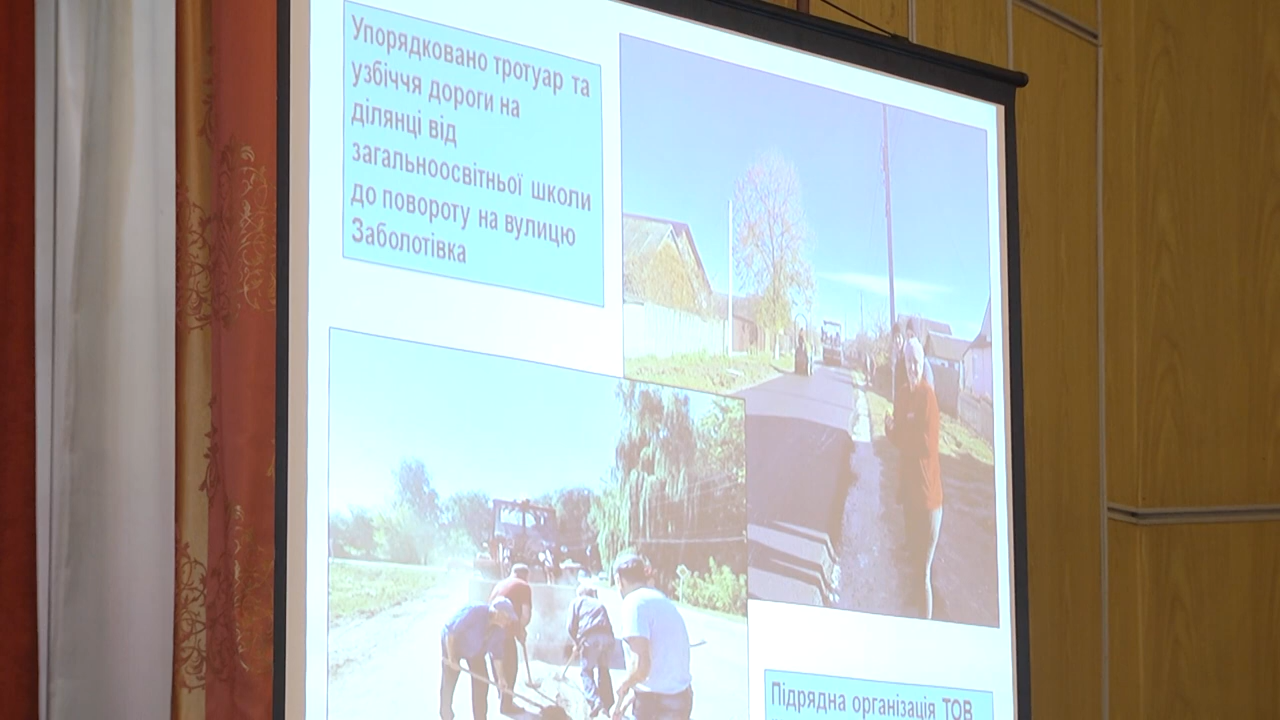 Упорядковано тротуар та
узбіччя дороги на
ділянці від
загальноосвітньої школи
до повороту на вулицю
Заболотівка
Підрядна організація ТОВ